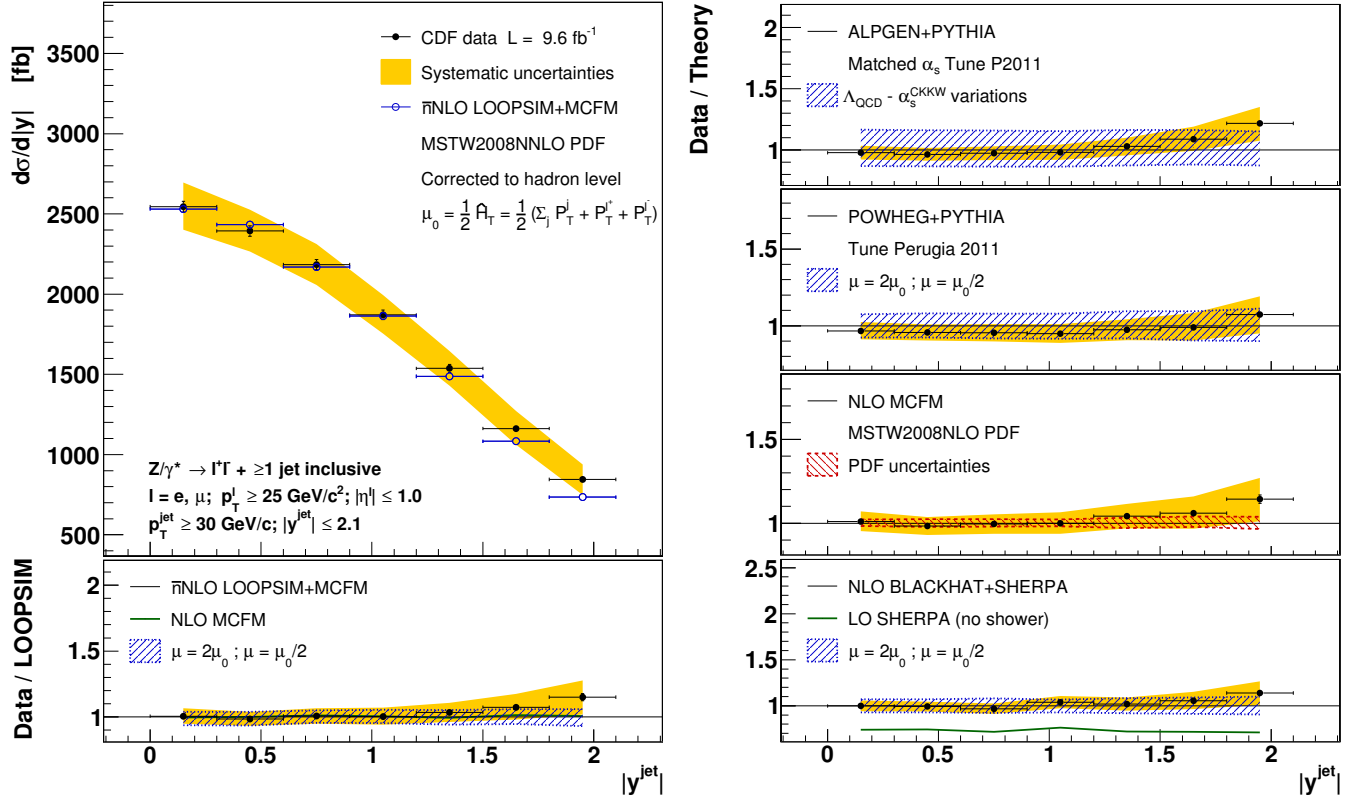 dσ/d|y| [fb]
3500
3000
2500
2000
1500
1000
500
CDF data L = 9.6 fb⁻¹
Systematic uncertainties
n̄NLO LOOPSIM+MCFM
MSTW2008NNLO PDF
Corrected to hadron level
μ₀ = 1/2 Ĥ_T = 1/2 (Σ_j P_T^j + P_T^l⁺ + P_T^l⁻)
Z/γ* → l⁺l⁻ + ≥1 jet inclusive
l = e, μ; p_T^l ≥ 25 GeV/c²; |η^l| ≤ 1.0
p_T^jet ≥ 30 GeV/c; |y^jet| ≤ 2.1
Data / LOOPSIM
2
1.5
1
n̄NLO LOOPSIM+MCFM
NLO MCFM
μ = 2μ₀ ; μ = μ₀/2
0 0.5 1 1.5 2
|y^jet|
Data / Theory
2
1.5
1
ALPGEN+PYTHIA
Matched α_s Tune P2011
Λ_QCD - α_s^CKKW variations
1.5
1
POWHEG+PYTHIA
Tune Perugia 2011
μ = 2μ₀ ; μ = μ₀/2
1.5
1
NLO MCFM
MSTW2008NLO PDF
PDF uncertainties
2.5
2
1.5
1
NLO BLACKHAT+SHERPA
LO SHERPA (no shower)
μ = 2μ₀ ; μ = μ₀/2
0 0.5 1 1.5 2
|y^jet|